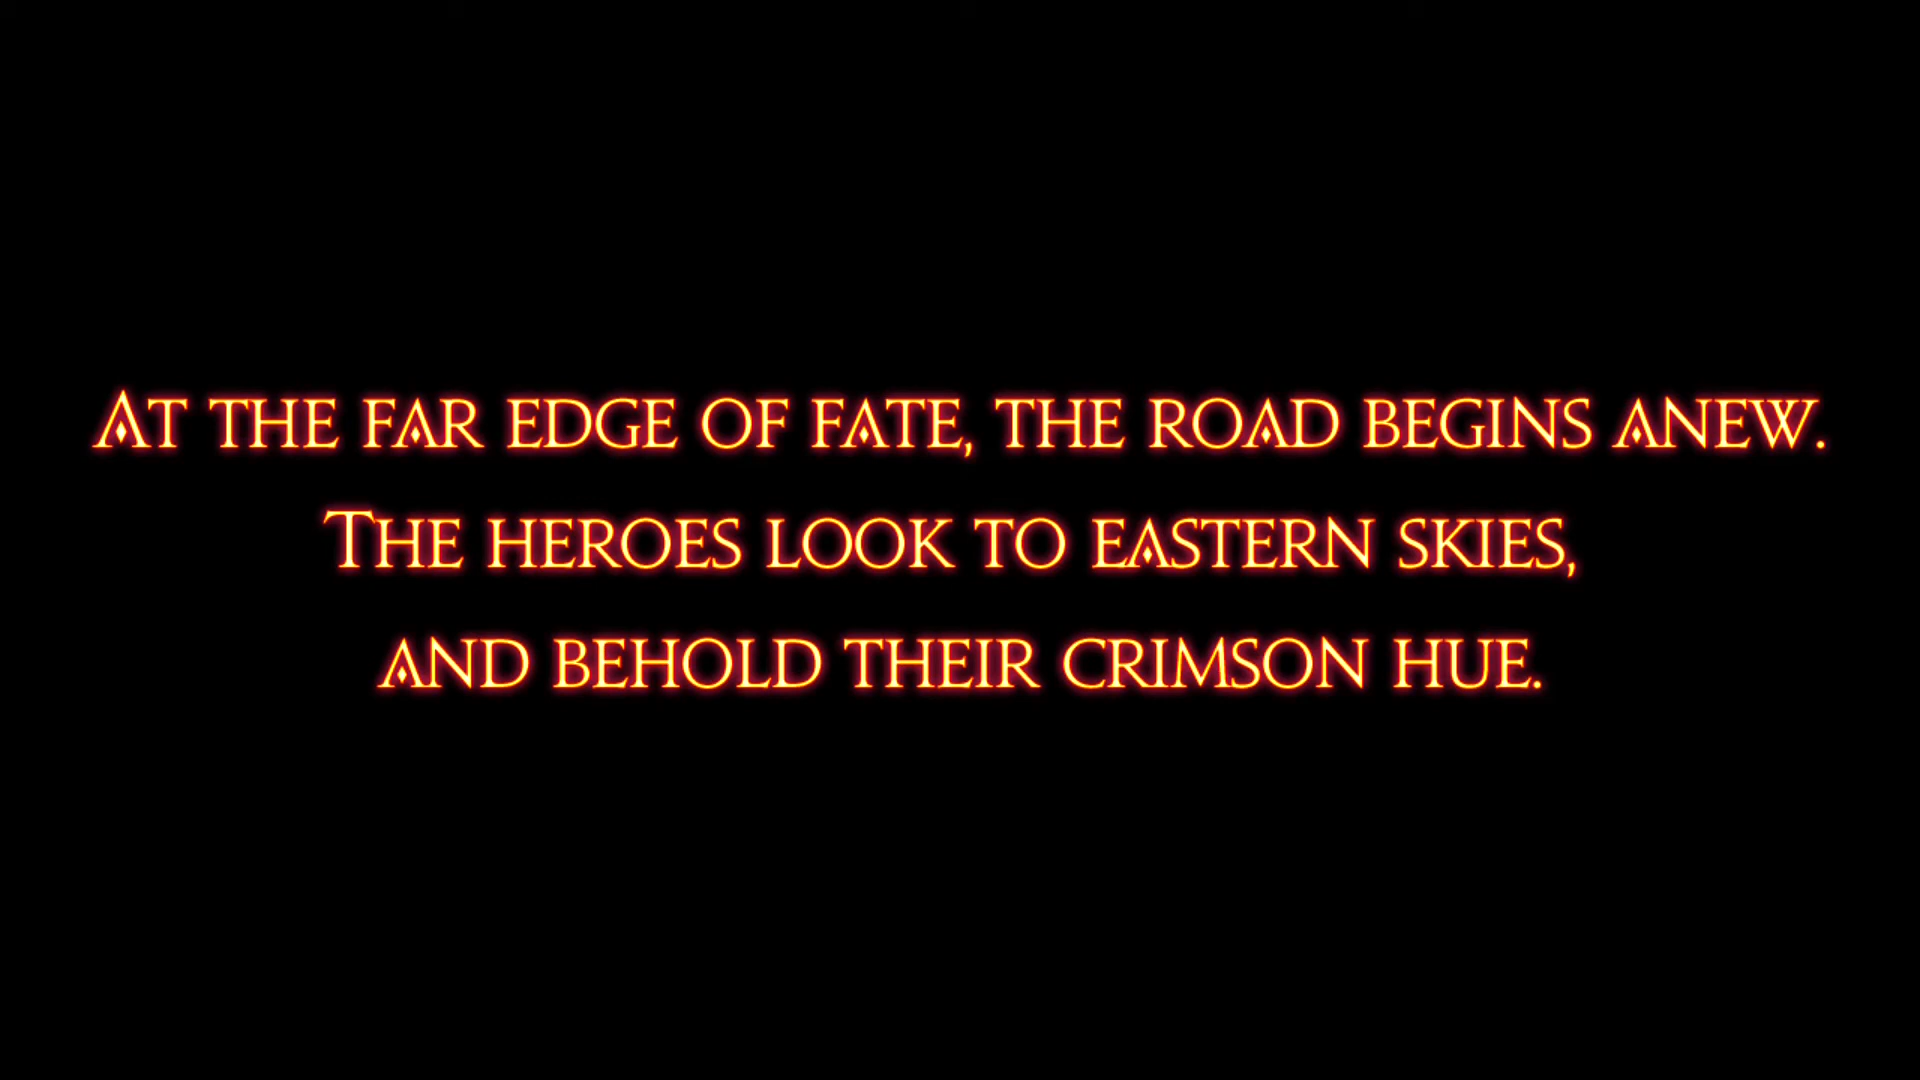 At the far edge of fate, the road begins anew.
The heroes look to eastern skies,
and behold their crimson hue.